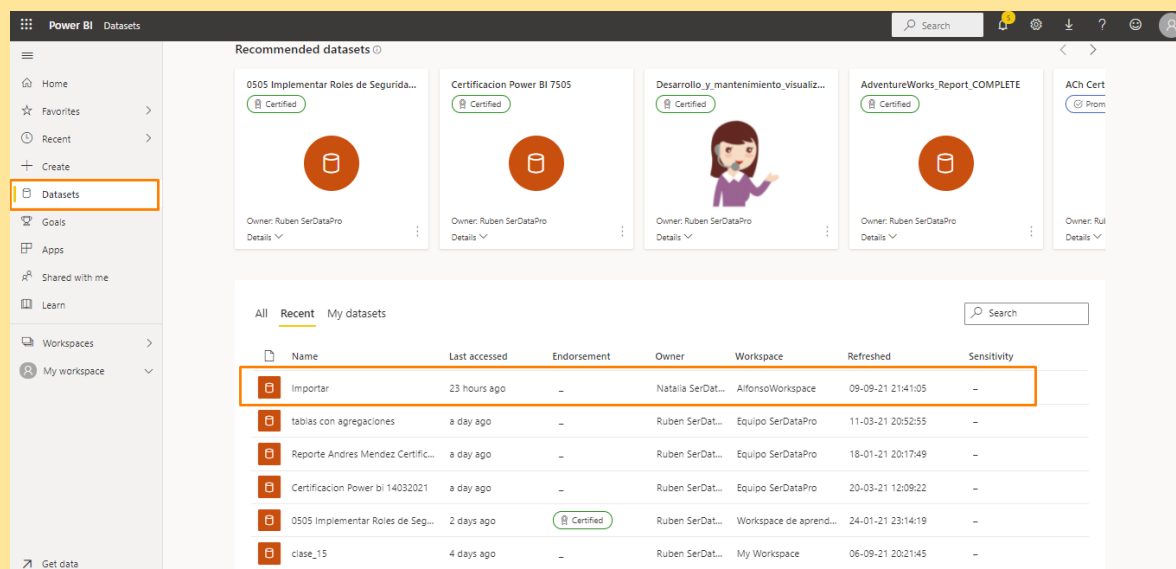 Power BI Datasets
Search
5
Home
Favorites
Recent
Create
Datasets
Goals
Apps
Shared with me
Learn
Workspaces
My workspace
Get data
Recommended datasets
0505 Implementar Roles de Segurida...
Certified
Owner: Ruben SerDataPro
Details
Certificacion Power BI 7505
Certified
Owner: Ruben SerDataPro
Details
Desarrollo_y_mantenimiento_visualiz...
Certified
Owner: Ruben SerDataPro
Details
AdventureWorks_Report_COMPLETE
Certified
Owner: Ruben SerDataPro
Details
ACh Cert
Prom
Owner: Rul
Details
All Recent My datasets
Search
Name Last accessed Endorsement Owner Workspace Refreshed Sensitivity
Importar 23 hours ago – Natalia SerDat... AlfonsoWorkspace 09-09-21 21:41:05 –
tablas con agregaciones a day ago – Ruben SerDat... Equipo SerDataPro 11-03-21 20:52:55 –
Reporte Andres Mendez Certific... a day ago – Ruben SerDat... Equipo SerDataPro 18-01-21 20:17:49 –
Certificacion Power bi 14032021 a day ago – Ruben SerDat... Equipo SerDataPro 20-03-21 12:09:22 –
0505 Implementar Roles de Seg... 2 days ago Certified Ruben SerDat... Workspace de aprend... 24-01-21 23:14:19 –
clase_15 4 days ago – Ruben SerDat... My Workspace 06-09-21 20:21:45 –